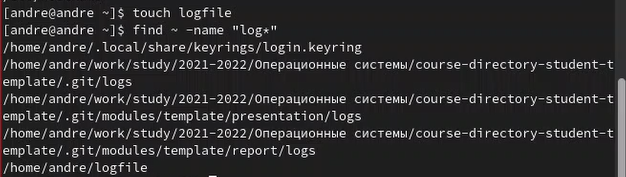 [andre@andre ~]$ touch logfile
[andre@andre ~]$ find ~ -name "log*"
/home/andre/.local/share/keyrings/login.keyring
/home/andre/work/study/2021-2022/Операционные системы/course-directory-student-t
emplate/.git/logs
/home/andre/work/study/2021-2022/Операционные системы/course-directory-student-t
emplate/.git/modules/template/presentation/logs
/home/andre/work/study/2021-2022/Операционные системы/course-directory-student-t
emplate/.git/modules/template/report/logs
/home/andre/logfile